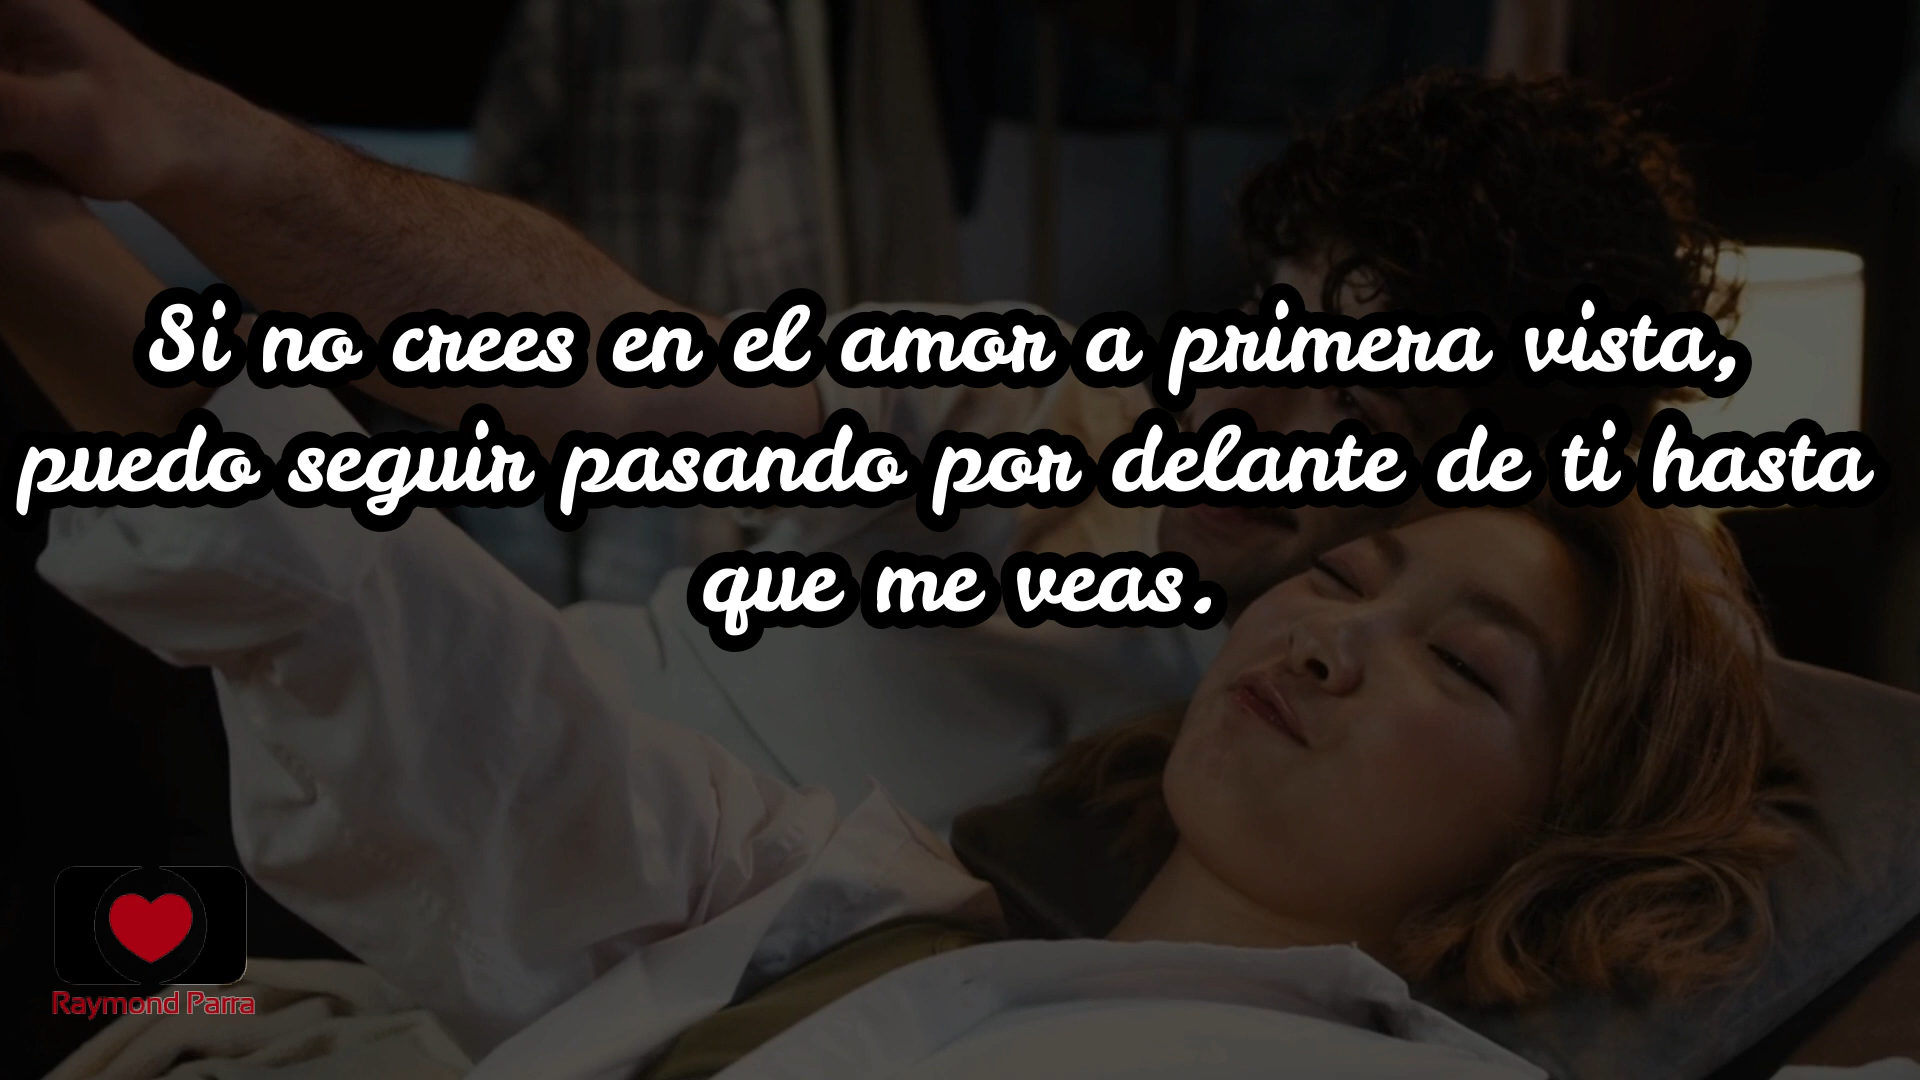 Si no crees en el amor a primera vista,
puedo seguir pasando por delante de ti hasta
que me veas.
Raymond Parra